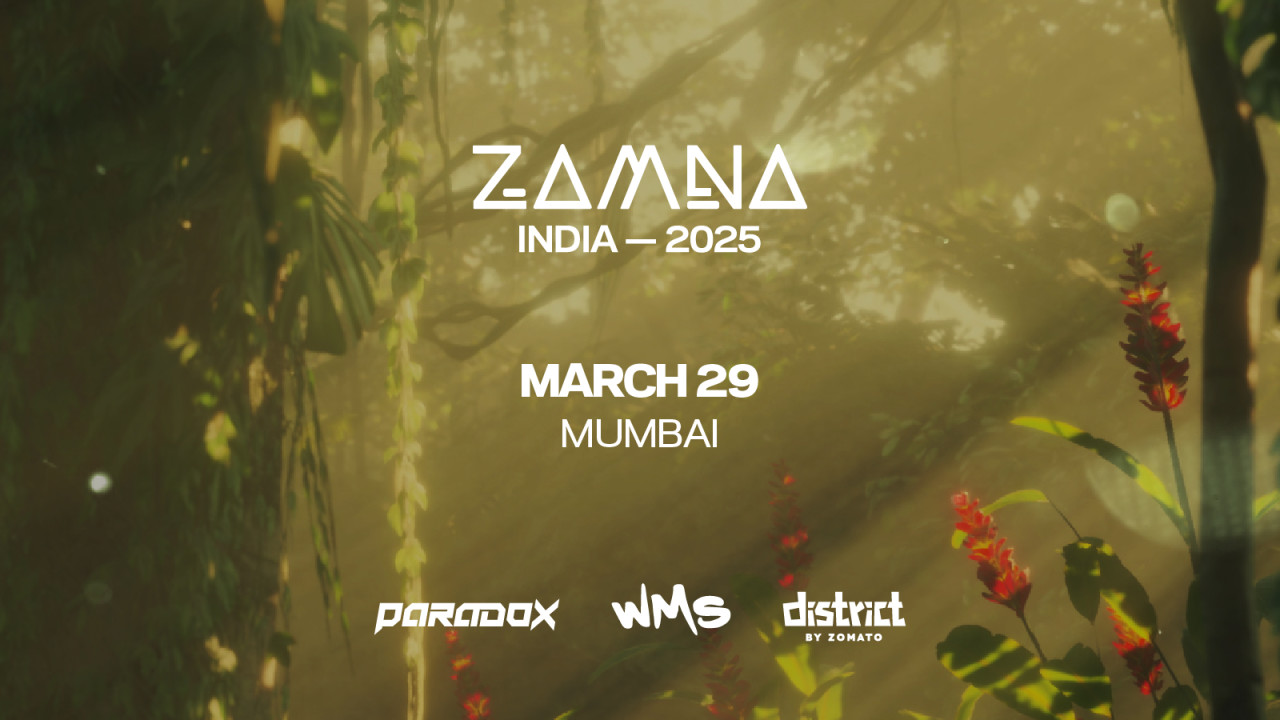 ZAMNA
INDIA — 2025
MARCH 29
MUMBAI
PARADOX WMS district
BY ZOMATO